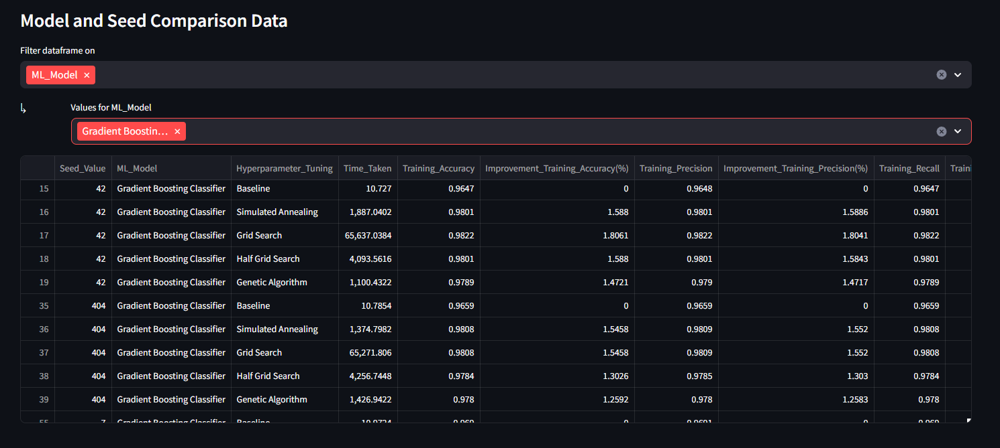 Model and Seed Comparison Data
Filter dataframe on
ML_Model ×
↳ Values for ML_Model
Gradient Boostin… ×
Seed_Value ML_Model Hyperparameter_Tuning Time_Taken Training_Accuracy Improvement_Training_Accuracy(%) Training_Precision Improvement_Training_Precision(%) Training_Recall Traini
15 42 Gradient Boosting Classifier Baseline 10.727 0.9647 0 0.9648 0 0.9647
16 42 Gradient Boosting Classifier Simulated Annealing 1,887.0402 0.9801 1.588 0.9801 1.5886 0.9801
17 42 Gradient Boosting Classifier Grid Search 65,637.0384 0.9822 1.8061 0.9822 1.8041 0.9822
18 42 Gradient Boosting Classifier Half Grid Search 4,093.5616 0.9801 1.588 0.9801 1.5843 0.9801
19 42 Gradient Boosting Classifier Genetic Algorithm 1,100.4322 0.9789 1.4721 0.979 1.4717 0.9789
35 404 Gradient Boosting Classifier Baseline 10.7854 0.9659 0 0.9659 0 0.9659
36 404 Gradient Boosting Classifier Simulated Annealing 1,374.7982 0.9808 1.5458 0.9809 1.552 0.9808
37 404 Gradient Boosting Classifier Grid Search 65,271.806 0.9808 1.5458 0.9809 1.552 0.9808
38 404 Gradient Boosting Classifier Half Grid Search 4,256.7448 0.9784 1.3026 0.9785 1.303 0.9784
39 404 Gradient Boosting Classifier Genetic Algorithm 1,426.9422 0.978 1.2592 0.978 1.2583 0.978
7 Gradient Boosting Classifier Baseline